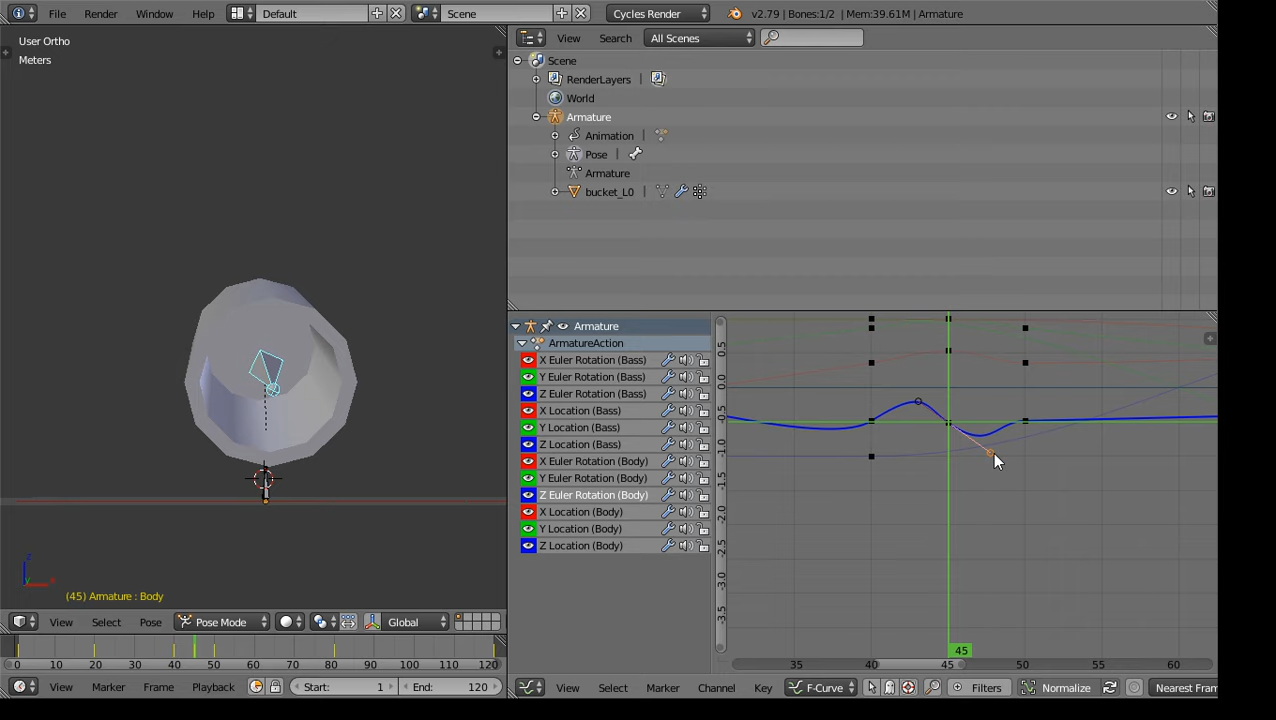 File Render Window Help Default Scene Cycles Render v2.79 | Bones:1/2 | Mem:39.61M | Armature
User Ortho
Meters
View Search All Scenes
Scene
RenderLayers
World
Armature
Animation
Pose
Armature
bucket_L0
Armature
ArmatureAction
X Euler Rotation (Bass)
Y Euler Rotation (Bass)
Z Euler Rotation (Bass)
X Location (Bass)
Y Location (Bass)
Z Location (Bass)
X Euler Rotation (Body)
Y Euler Rotation (Body)
Z Euler Rotation (Body)
X Location (Body)
Y Location (Body)
Z Location (Body)
0.5
0.0
-0.5
-1.0
-1.5
-2.0
-2.5
-3.0
-3.5
45
35 40 45 50 55 60
z
x
y
(45) Armature : Body
View Select Pose Pose Mode Global
0 10 20 30 40 50 60 70 80 90 100 110 120
View Marker Frame Playback Start: 1 End: 120
View Select Marker Channel Key F-Curve Filters Normalize Nearest Fram